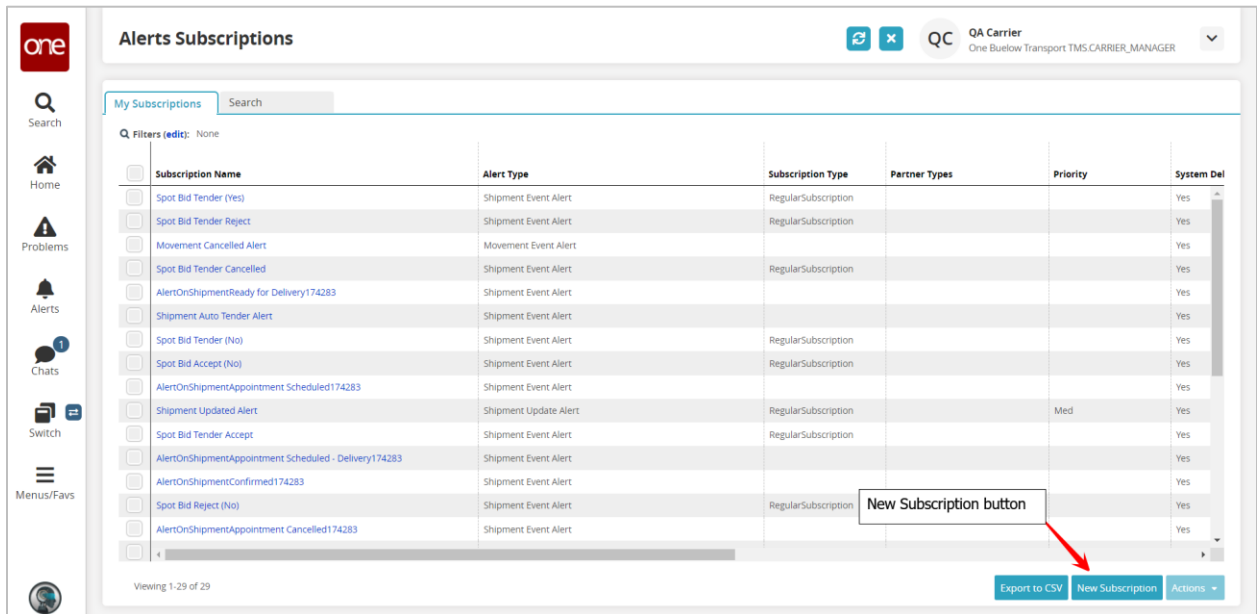 one
Alerts Subscriptions
QC
QA Carrier
One Buelow Transport TMS.CARRIER_MANAGER
Search
Home
Problems
Alerts
1
Chats
Switch
Menus/Favs
My Subscriptions Search
Filters (edit): None
Subscription Name Alert Type Subscription Type Partner Types Priority System Del
Spot Bid Tender (Yes) Shipment Event Alert RegularSubscription Yes
Spot Bid Tender Reject Shipment Event Alert RegularSubscription Yes
Movement Cancelled Alert Movement Event Alert Yes
Spot Bid Tender Cancelled Shipment Event Alert RegularSubscription Yes
AlertOnShipmentReady for Delivery174283 Shipment Event Alert Yes
Shipment Auto Tender Alert Shipment Event Alert Yes
Spot Bid Tender (No) Shipment Event Alert RegularSubscription Yes
Spot Bid Accept (No) Shipment Event Alert RegularSubscription Yes
AlertOnShipmentAppointment Scheduled174283 Shipment Event Alert Yes
Shipment Updated Alert Shipment Update Alert RegularSubscription Med Yes
Spot Bid Tender Accept Shipment Event Alert RegularSubscription Yes
AlertOnShipmentAppointment Scheduled - Delivery174283 Shipment Event Alert Yes
AlertOnShipmentConfirmed174283 Shipment Event Alert Yes
Spot Bid Reject (No) Shipment Event Alert RegularSubscription Yes
AlertOnShipmentAppointment Cancelled174283 Shipment Event Alert Yes
New Subscription button
Viewing 1-29 of 29
Export to CSV New Subscription Actions